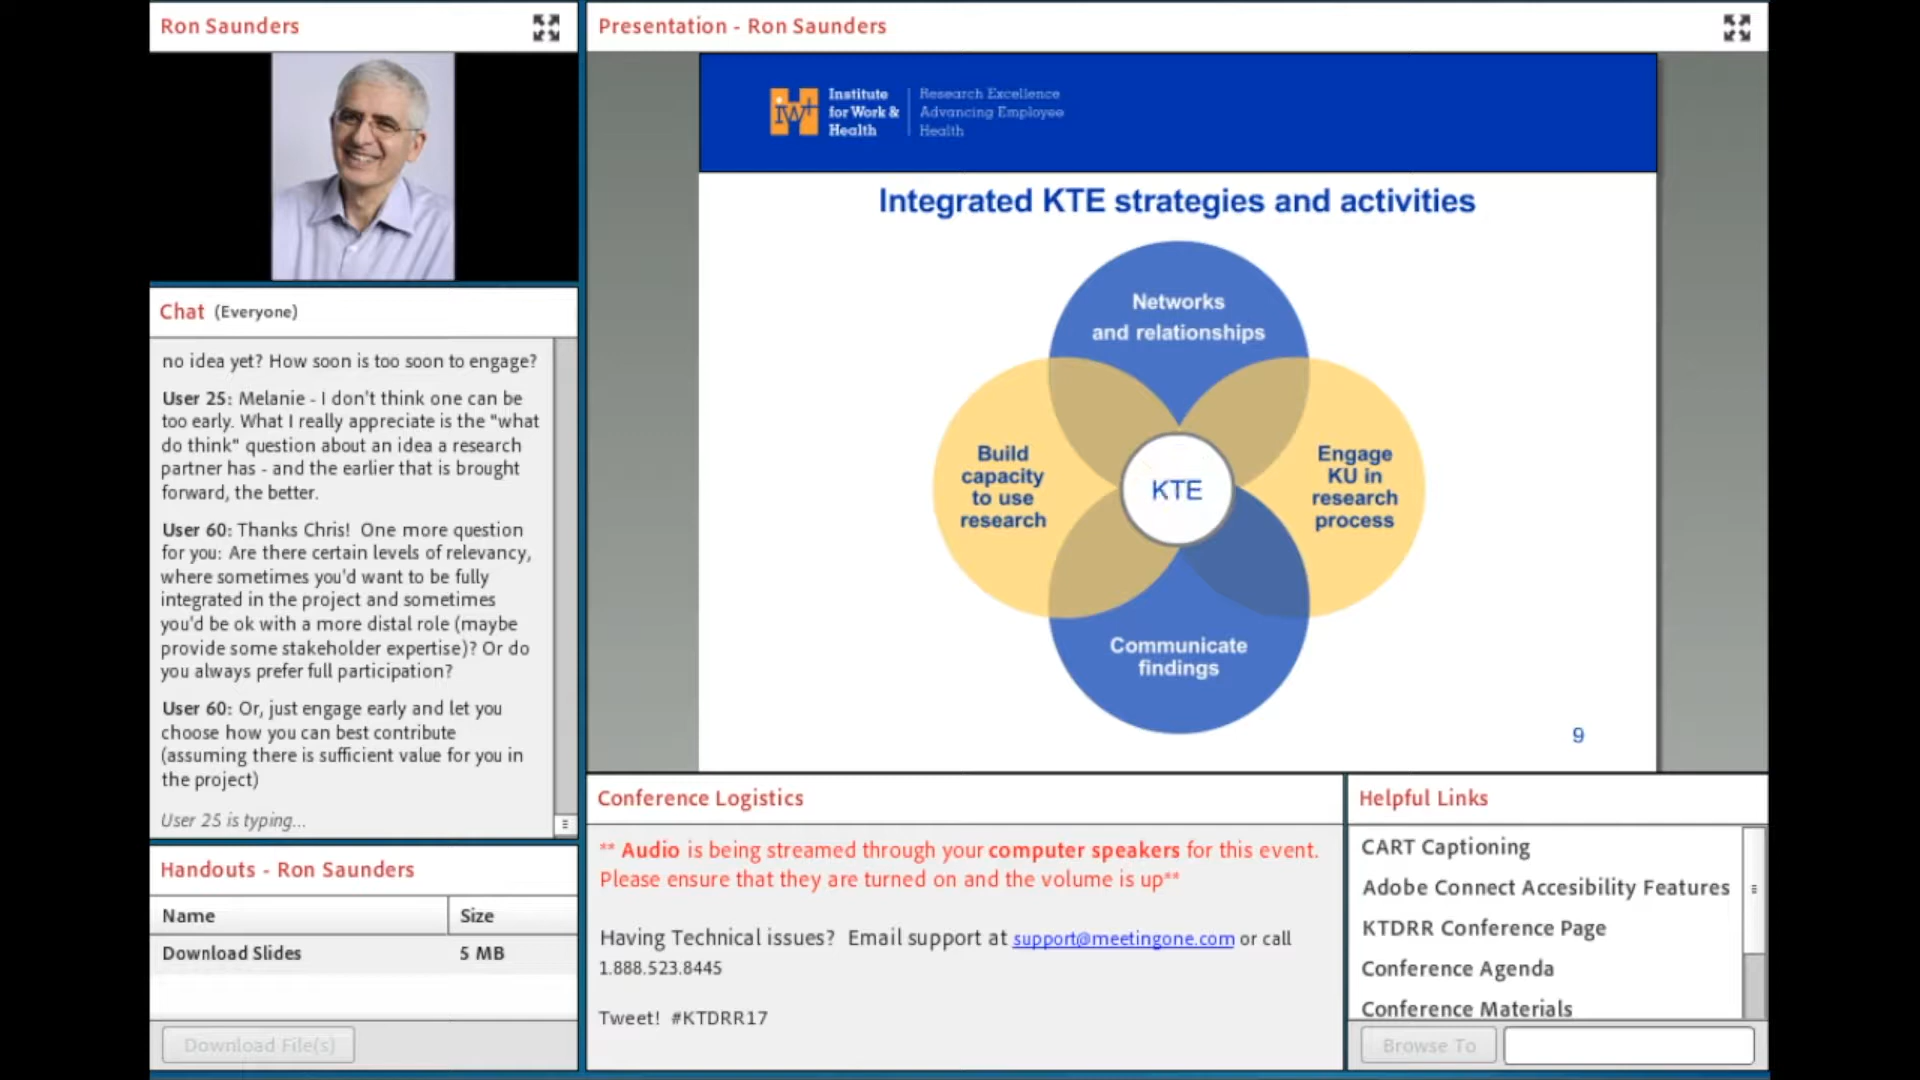 Ron Saunders
Chat (Everyone)
no idea yet? How soon is too soon to engage?
User 25: Melanie - I don't think one can be
too early. What I really appreciate is the "what
do think" question about an idea a research
partner has - and the earlier that is brought
forward, the better.
User 60: Thanks Chris!  One more question
for you: Are there certain levels of relevancy,
where sometimes you'd want to be fully
integrated in the project and sometimes
you'd be ok with a more distal role (maybe
provide some stakeholder expertise)? Or do
you always prefer full participation?
User 60: Or, just engage early and let you
choose how you can best contribute
(assuming there is sufficient value for you in
the project)
User 25 is typing...
Handouts - Ron Saunders
Name Size
Download Slides 5 MB
Download File(s)
Presentation - Ron Saunders
iw+
H
Institute
for Work &
Health
Research Excellence
Advancing Employee
Health
Integrated KTE strategies and activities
Networks
and relationships
Build
capacity
to use
research
KTE
Engage
KU in
research
process
Communicate
findings
9
Conference Logistics
** Audio is being streamed through your computer speakers for this event.
Please ensure that they are turned on and the volume is up**
Having Technical issues?  Email support at support@meetingone.com or call
1.888.523.8445
Tweet!  #KTDRR17
Helpful Links
CART Captioning
Adobe Connect Accesibility Features
KTDRR Conference Page
Conference Agenda
Conference Materials
Browse To